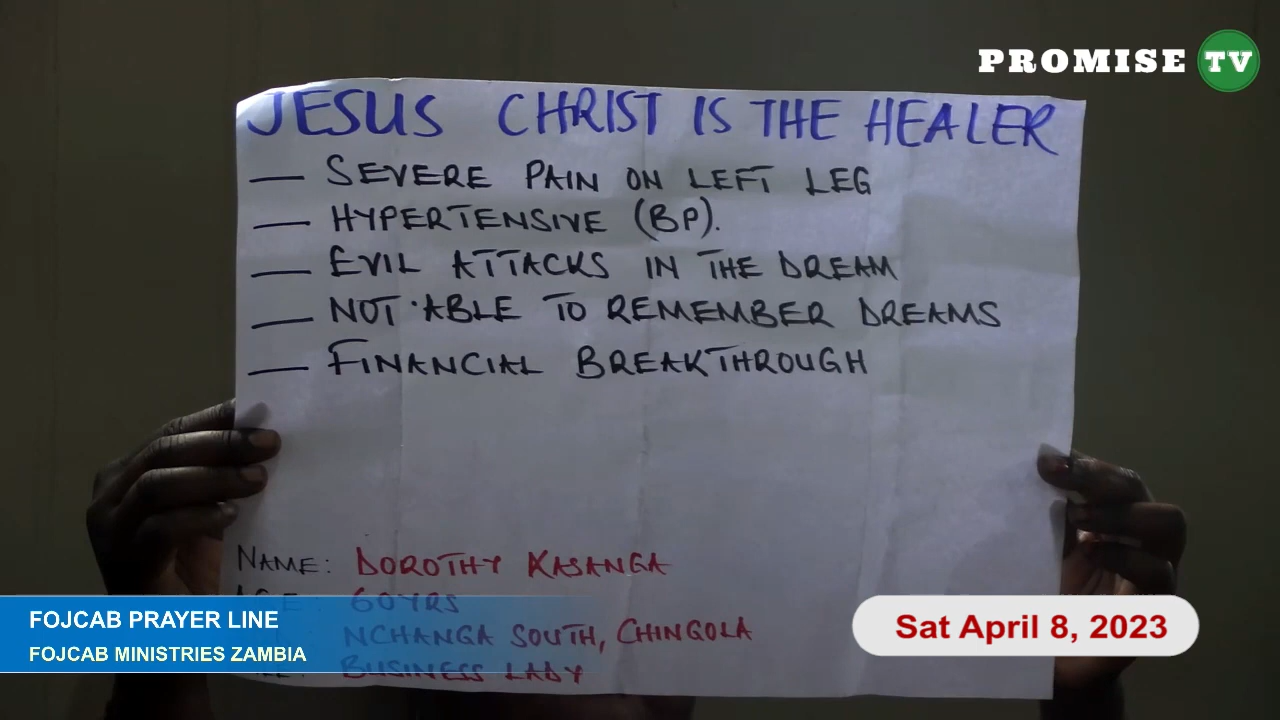 PROMISE TV
JESUS CHRIST IS THE HEALER
— SEVERE PAIN ON LEFT LEG
— HYPERTENSIVE (BP).
— EVIL ATTACKS IN THE DREAM
— NOT ABLE TO REMEMBER DREAMS
— FINANCIAL BREAKTHROUGH
NAME: DOROTHY KASANGA
AGE: 60YRS
NCHANGA SOUTH, CHINGOLA
BUSINESS LADY
FOJCAB PRAYER LINE
FOJCAB MINISTRIES ZAMBIA
Sat April 8, 2023